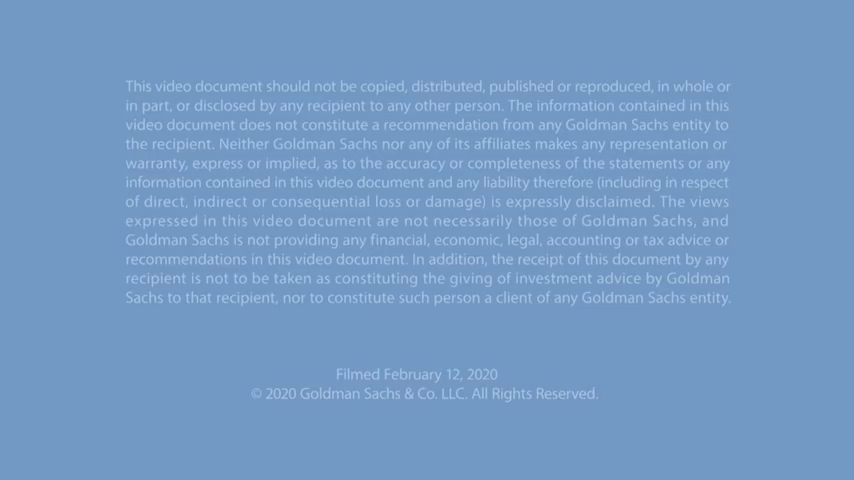 This video document should not be copied, distributed, published or reproduced, in whole or
in part, or disclosed by any recipient to any other person. The information contained in this
video document does not constitute a recommendation from any Goldman Sachs entity to
the recipient. Neither Goldman Sachs nor any of its affiliates makes any representation or
warranty, express or implied, as to the accuracy or completeness of the statements or any
information contained in this video document and any liability therefore (including in respect
of direct, indirect or consequential loss or damage) is expressly disclaimed. The views
expressed in this video document are not necessarily those of Goldman Sachs, and
Goldman Sachs is not providing any financial, economic, legal, accounting or tax advice or
recommendations in this video document. In addition, the receipt of this document by any
recipient is not to be taken as constituting the giving of investment advice by Goldman
Sachs to that recipient, nor to constitute such person a client of any Goldman Sachs entity.
Filmed February 12, 2020
© 2020 Goldman Sachs & Co. LLC. All Rights Reserved.